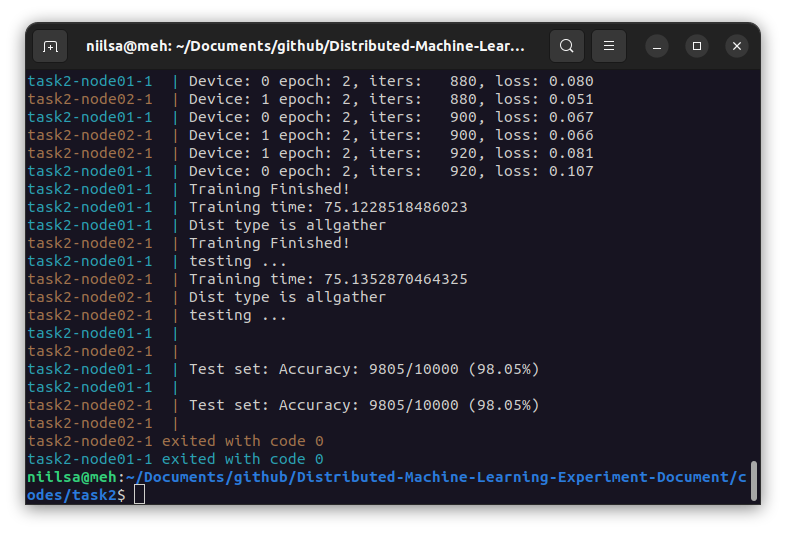 niilsa@meh: ~/Documents/github/Distributed-Machine-Lear...
task2-node01-1  | Device: 0 epoch: 2, iters:   880, loss: 0.080
task2-node02-1  | Device: 1 epoch: 2, iters:   880, loss: 0.051
task2-node01-1  | Device: 0 epoch: 2, iters:   900, loss: 0.067
task2-node02-1  | Device: 1 epoch: 2, iters:   900, loss: 0.066
task2-node02-1  | Device: 1 epoch: 2, iters:   920, loss: 0.081
task2-node01-1  | Device: 0 epoch: 2, iters:   920, loss: 0.107
task2-node01-1  | Training Finished!
task2-node01-1  | Training time: 75.1228518486023
task2-node01-1  | Dist type is allgather
task2-node02-1  | Training Finished!
task2-node01-1  | testing ...
task2-node02-1  | Training time: 75.1352870464325
task2-node02-1  | Dist type is allgather
task2-node02-1  | testing ...
task2-node01-1  |
task2-node02-1  |
task2-node01-1  | Test set: Accuracy: 9805/10000 (98.05%)
task2-node01-1  |
task2-node02-1  | Test set: Accuracy: 9805/10000 (98.05%)
task2-node02-1  |
task2-node02-1 exited with code 0
task2-node01-1 exited with code 0
niilsa@meh:~/Documents/github/Distributed-Machine-Learning-Experiment-Document/c
odes/task2$